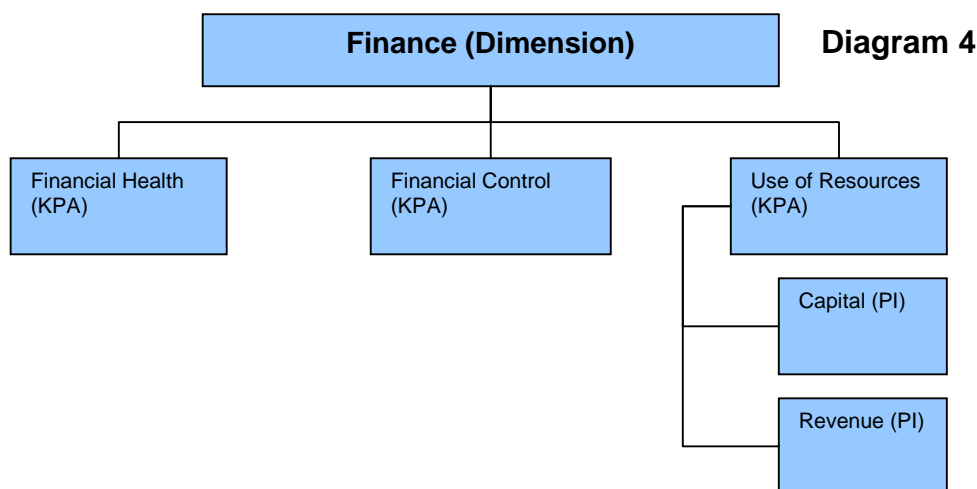 Finance (Dimension)
Diagram 4
Financial Health
(KPA)
Financial Control
(KPA)
Use of Resources
(KPA)
Capital (PI)
Revenue (PI)